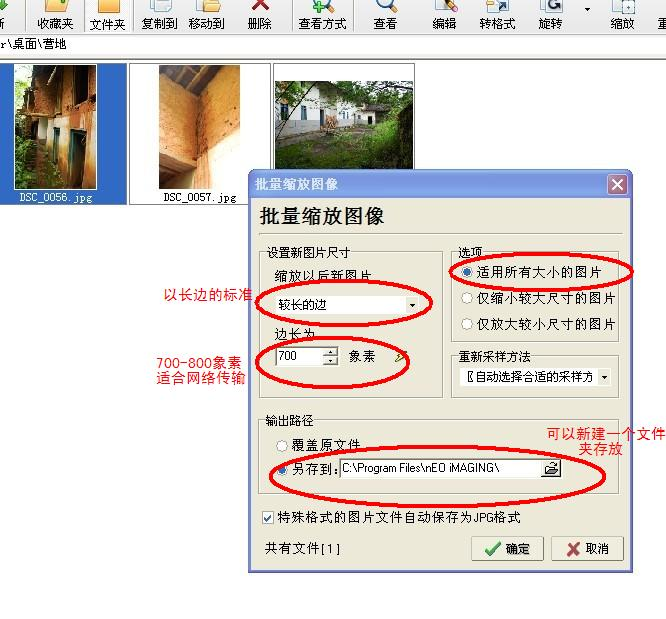 收藏夹 文件夹 复制到 移动到 删除 查看方式 查看 编辑 转格式 旋转 缩放
r\桌面\营地
DSC_0056.jpg DSC_0057.jpg
批量缩放图像
批量缩放图像
设置新图片尺寸
缩放以后新图片
以长边的标准
较长的边
边长为
700-800象素
适合网络传输
700 象素
选项
适用所有大小的图片
仅缩小较大尺寸的图片
仅放大较小尺寸的图片
重新采样方法
〖自动选择合适的采样方
输出路径
可以新建一个文件
夹存放
覆盖原文件
另存到: C:\Program Files\nEO iMAGING\
特殊格式的图片文件自动保存为JPG格式
共有文件[1]
确定 取消